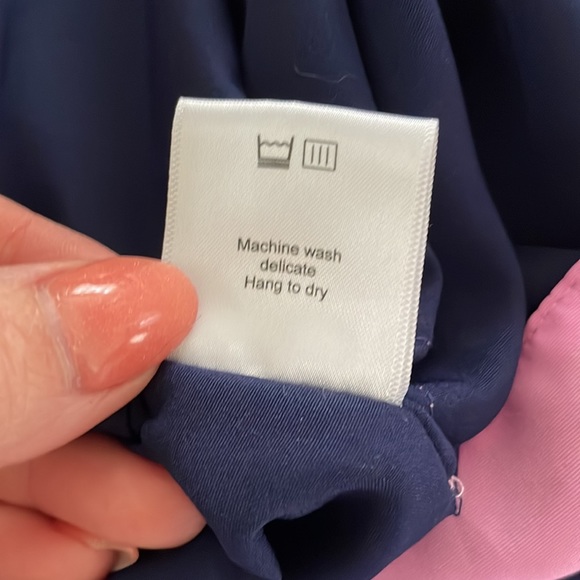 Machine wash
delicate
Hang to dry